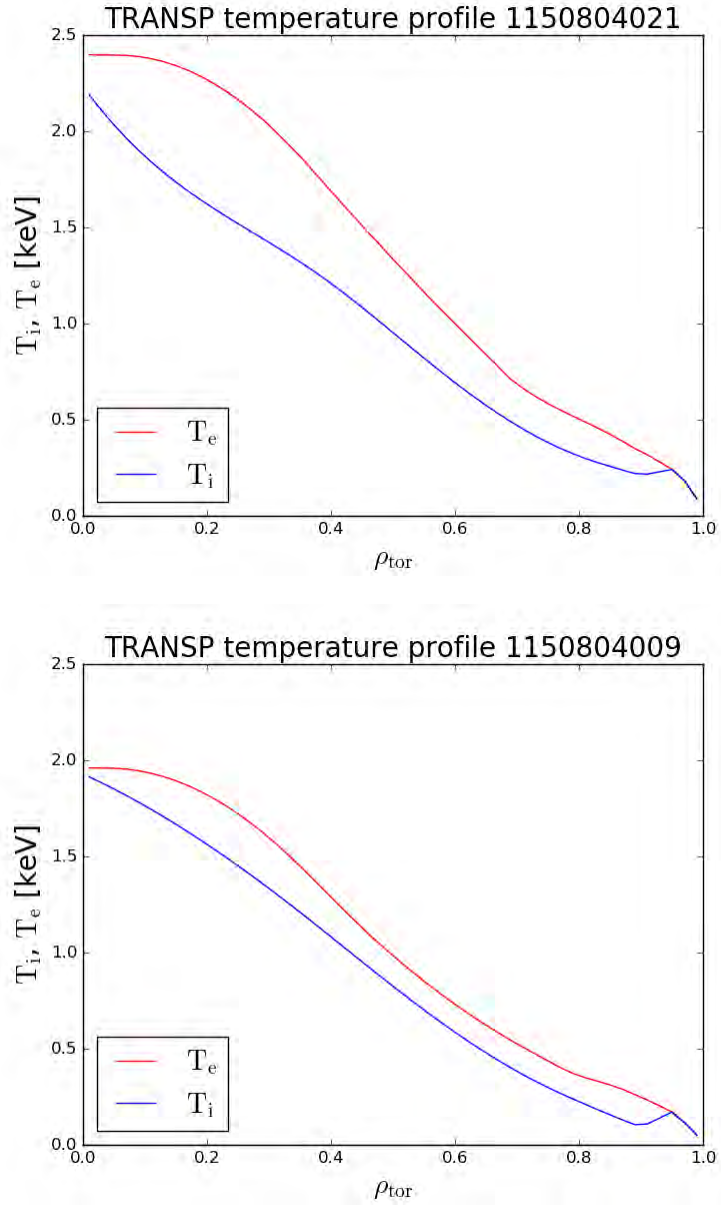 TRANSP temperature profile 1150804021
2.5
2.0
1.5
1.0
0.5
0.0
Ti, Te [keV]
Te
Ti
0.0 0.2 0.4 0.6 0.8 1.0
ρtor
TRANSP temperature profile 1150804009
2.5
2.0
1.5
1.0
0.5
0.0
Ti, Te [keV]
Te
Ti
0.0 0.2 0.4 0.6 0.8 1.0
ρtor